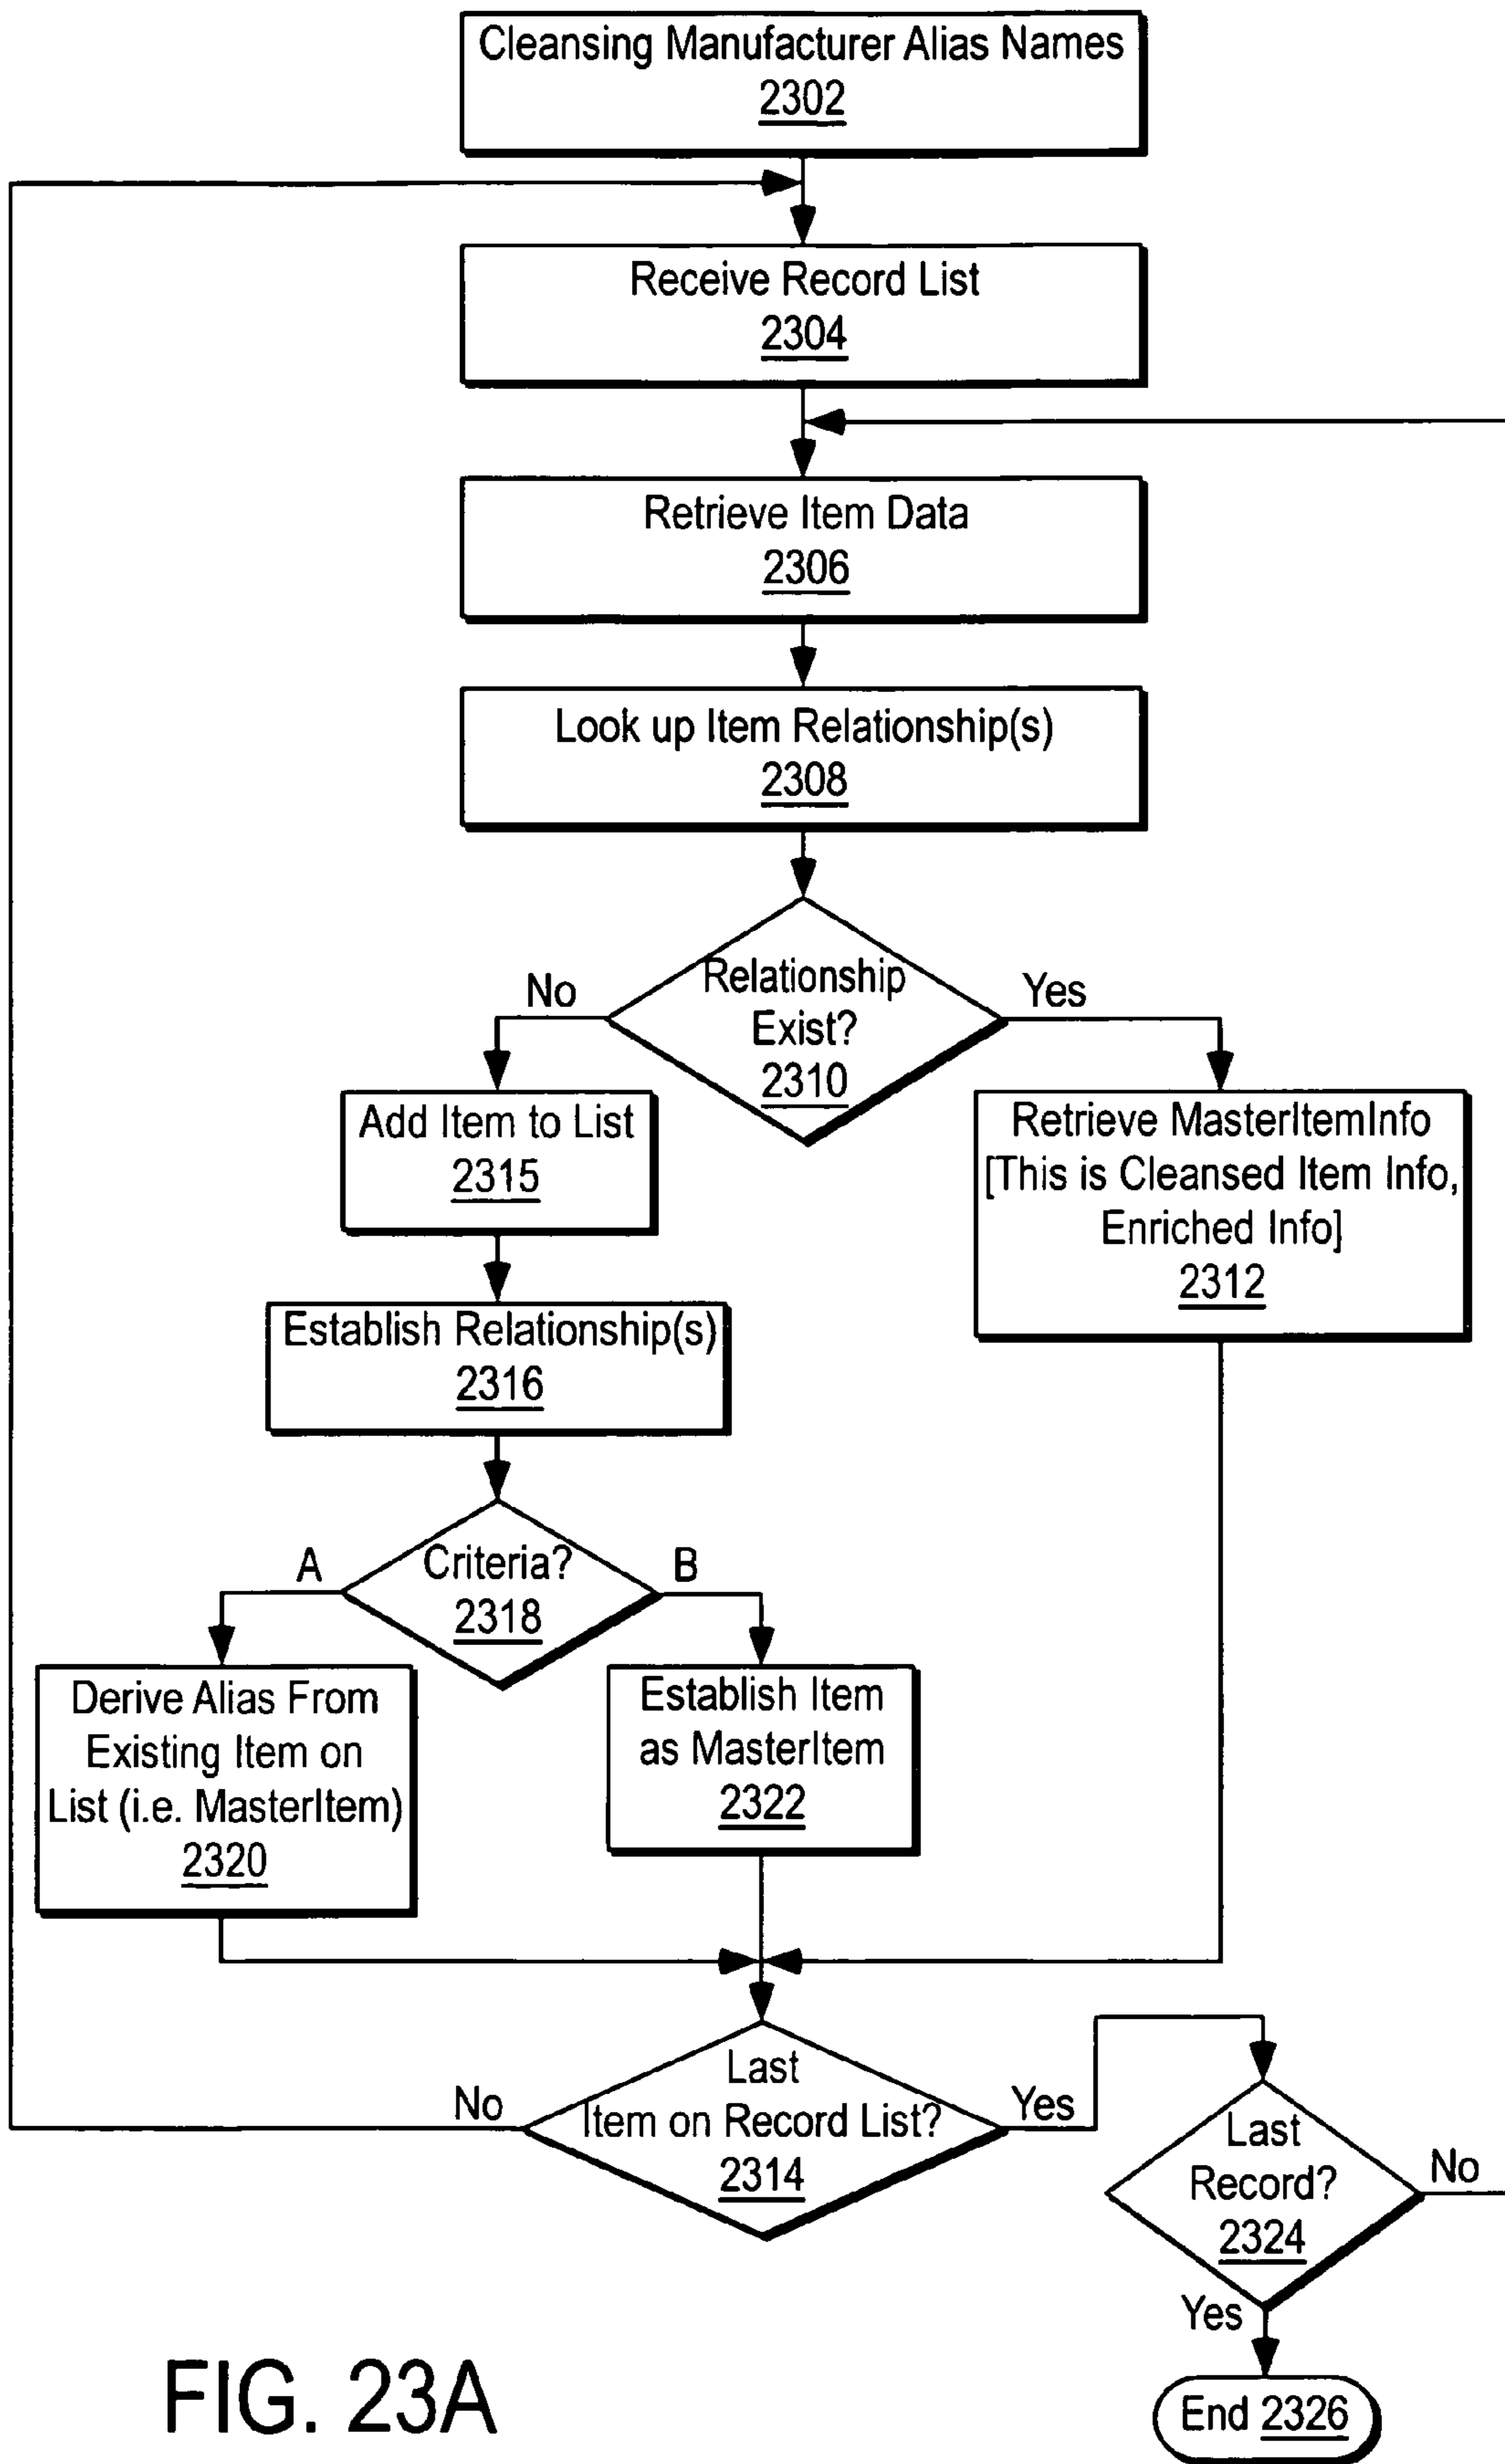 Cleansing Manufacturer Alias Names
2302
Receive Record List
2304
Retrieve Item Data
2306
Look up Item Relationship(s)
2308
No
Relationship
Exist?
2310
Yes
Add Item to List
2315
Retrieve MasterItemInfo
[This is Cleansed Item Info,
Enriched Info]
2312
Establish Relationship(s)
2316
A
Criteria?
2318
B
Derive Alias From
Existing Item on
List (i.e. MasterItem)
2320
Establish Item
as MasterItem
2322
No
Last
Item on Record List?
2314
Yes
Last
Record?
2324
No
Yes
End 2326
FIG. 23A